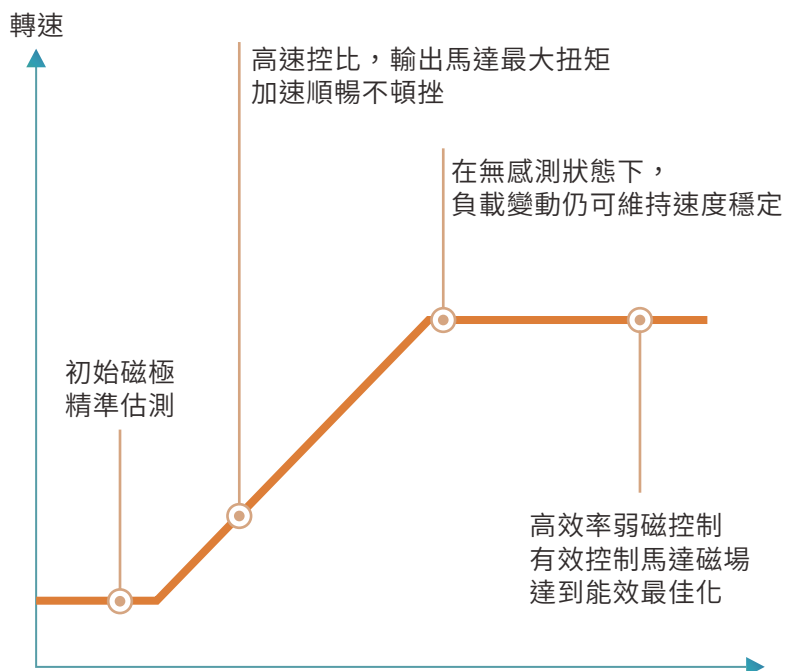 轉速
高速控比，輸出馬達最大扭矩
加速順暢不頓挫
在無感測狀態下，
負載變動仍可維持速度穩定
初始磁極
精準估測
高效率弱磁控制
有效控制馬達磁場
達到能效最佳化